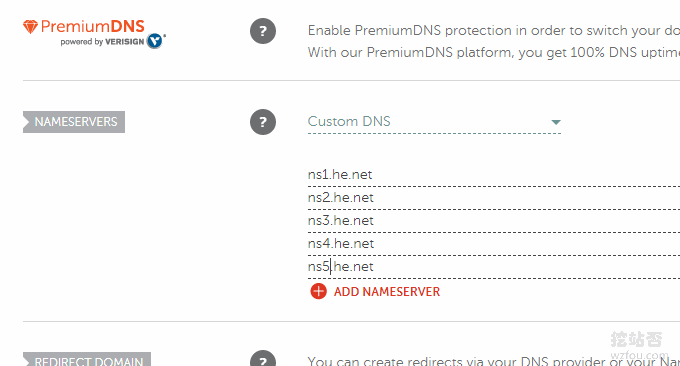 PremiumDNS
powered by VERISIGN
?
Enable PremiumDNS protection in order to switch your do
With our PremiumDNS platform, you get 100% DNS uptime
NAMESERVERS
?
Custom DNS
ns1.he.net
ns2.he.net
ns3.he.net
ns4.he.net
ns5.he.net
ADD NAMESERVER
REDIRECT DOMAIN
?
You can create redirects via your DNS provider or your Nam
挖站否
wzfou.com